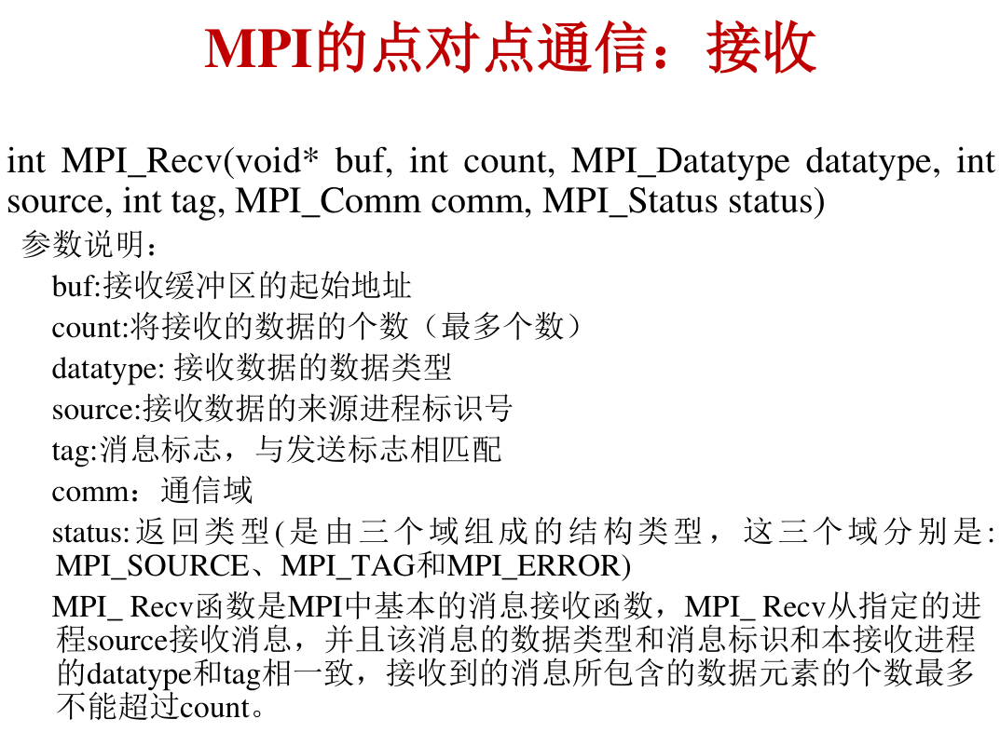 MPI的点对点通信：接收
int MPI_Recv(void* buf, int count, MPI_Datatype datatype, int
source, int tag, MPI_Comm comm, MPI_Status status)
参数说明：
buf:接收缓冲区的起始地址
count:将接收的数据的个数（最多个数）
datatype: 接收数据的数据类型
source:接收数据的来源进程标识号
tag:消息标志，与发送标志相匹配
comm：通信域
status:返回类型(是由三个域组成的结构类型，这三个域分别是:
MPI_SOURCE、MPI_TAG和MPI_ERROR)
MPI_ Recv函数是MPI中基本的消息接收函数，MPI_ Recv从指定的进
程source接收消息，并且该消息的数据类型和消息标识和本接收进程
的datatype和tag相一致，接收到的消息所包含的数据元素的个数最多
不能超过count。